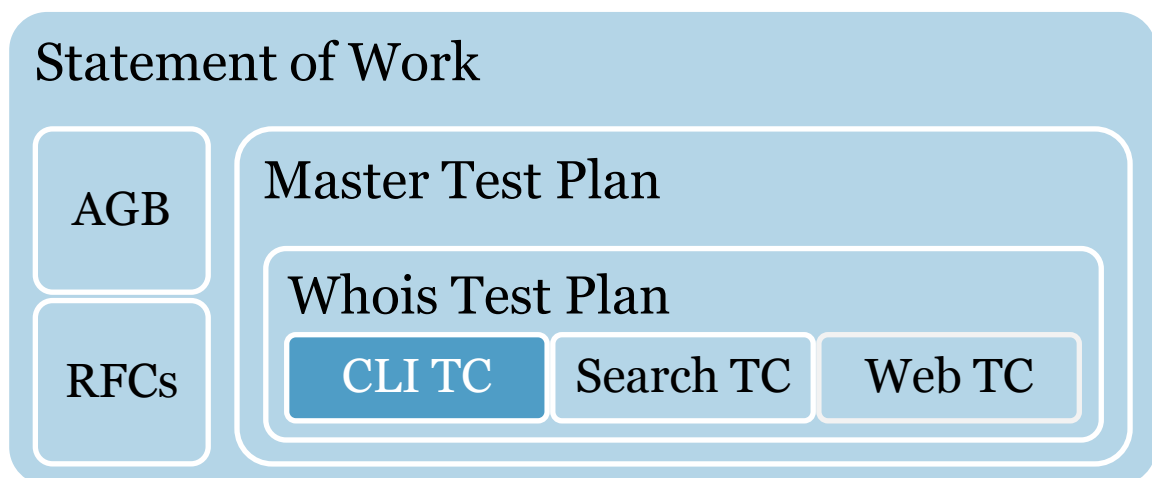 Statement of Work
AGB
Master Test Plan
Whois Test Plan
RFCs
CLI TC
Search TC
Web TC